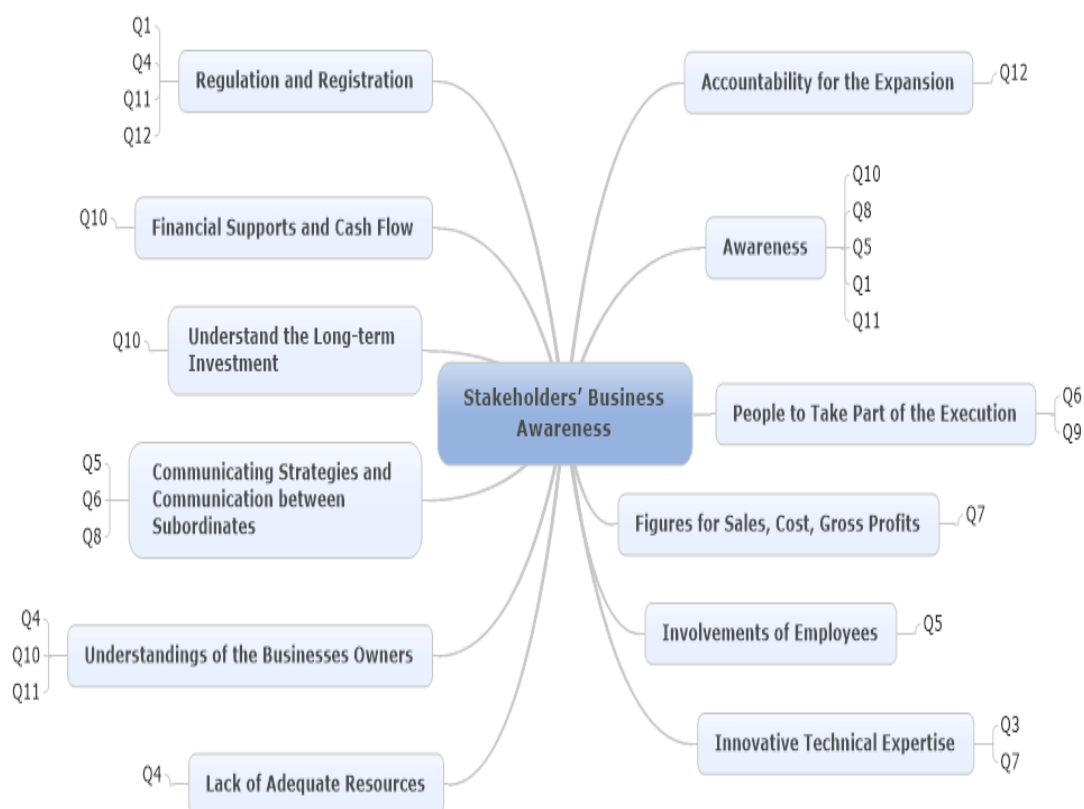 Stakeholders’ Business
Awareness
Q1
Q4
Q11
Q12
Regulation and Registration
Q10
Financial Supports and Cash Flow
Q10
Understand the Long-term
Investment
Q5
Q6
Q8
Communicating Strategies and
Communication between
Subordinates
Q4
Q10
Q11
Understandings of the Businesses Owners
Q4
Lack of Adequate Resources
Accountability for the Expansion
Q12
Awareness
Q10
Q8
Q5
Q1
Q11
People to Take Part of the Execution
Q6
Q9
Figures for Sales, Cost, Gross Profits
Q7
Involvements of Employees
Q5
Innovative Technical Expertise
Q3
Q7